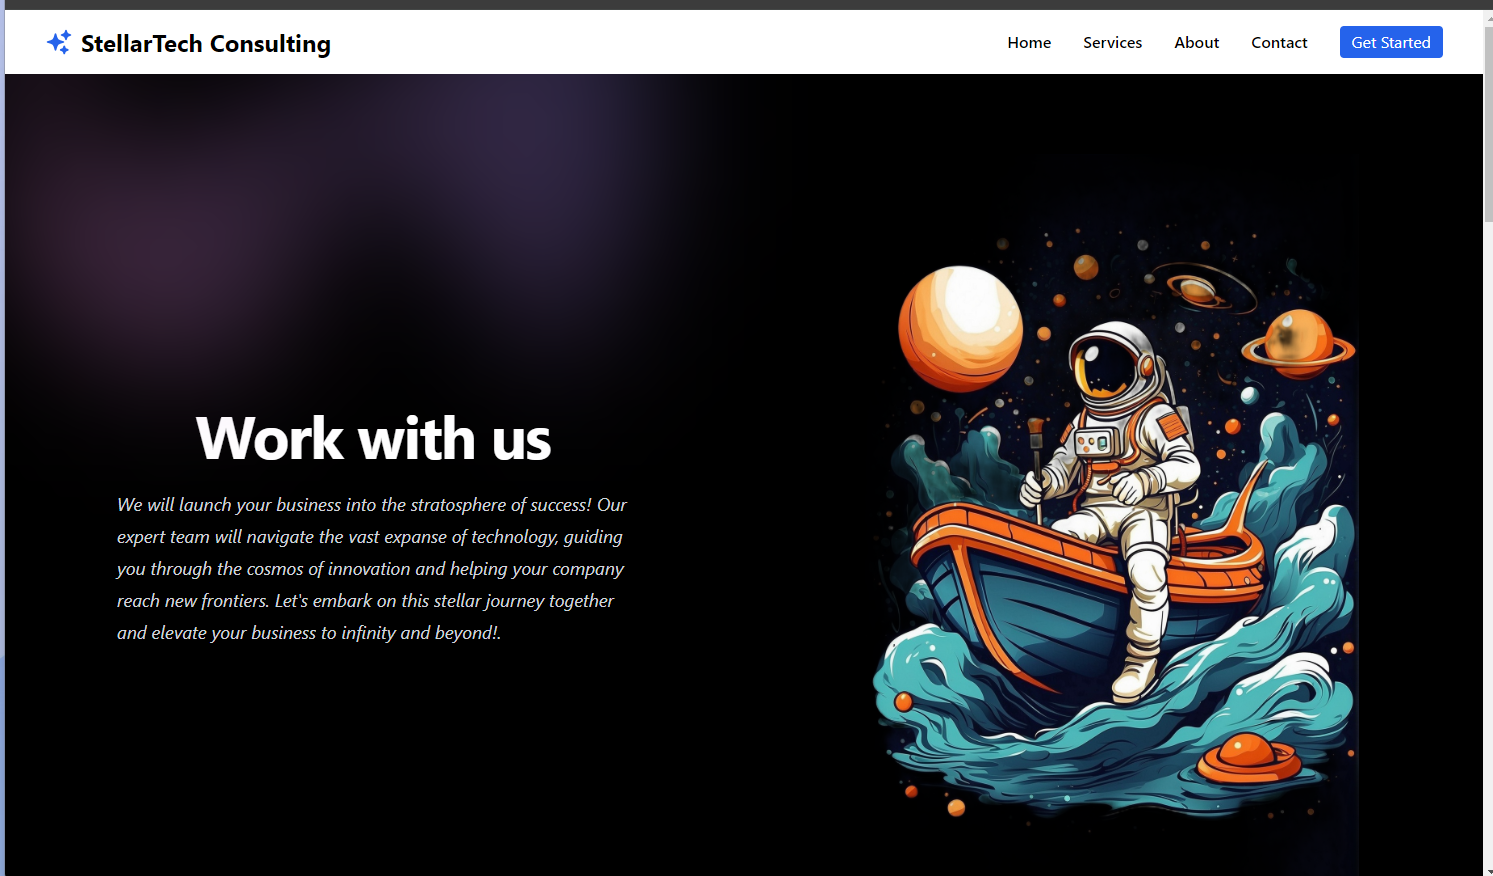 StellarTech Consulting
Home Services About Contact Get Started
Work with us
We will launch your business into the stratosphere of success! Our
expert team will navigate the vast expanse of technology, guiding
you through the cosmos of innovation and helping your company
reach new frontiers. Let's embark on this stellar journey together
and elevate your business to infinity and beyond!.